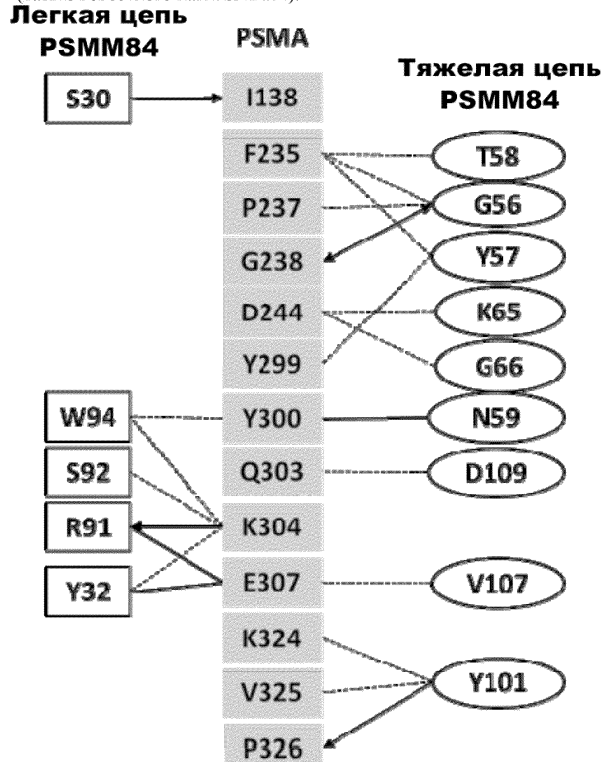 Легкая цепь
PSMM84
PSMA
Тяжелая цепь
PSMM84
S30
I138
F235
T58
P237
G56
G238
Y57
D244
K65
Y299
G66
W94
Y300
N59
S92
Q303
D109
R91
K304
Y32
E307
V107
K324
V325
Y101
P326